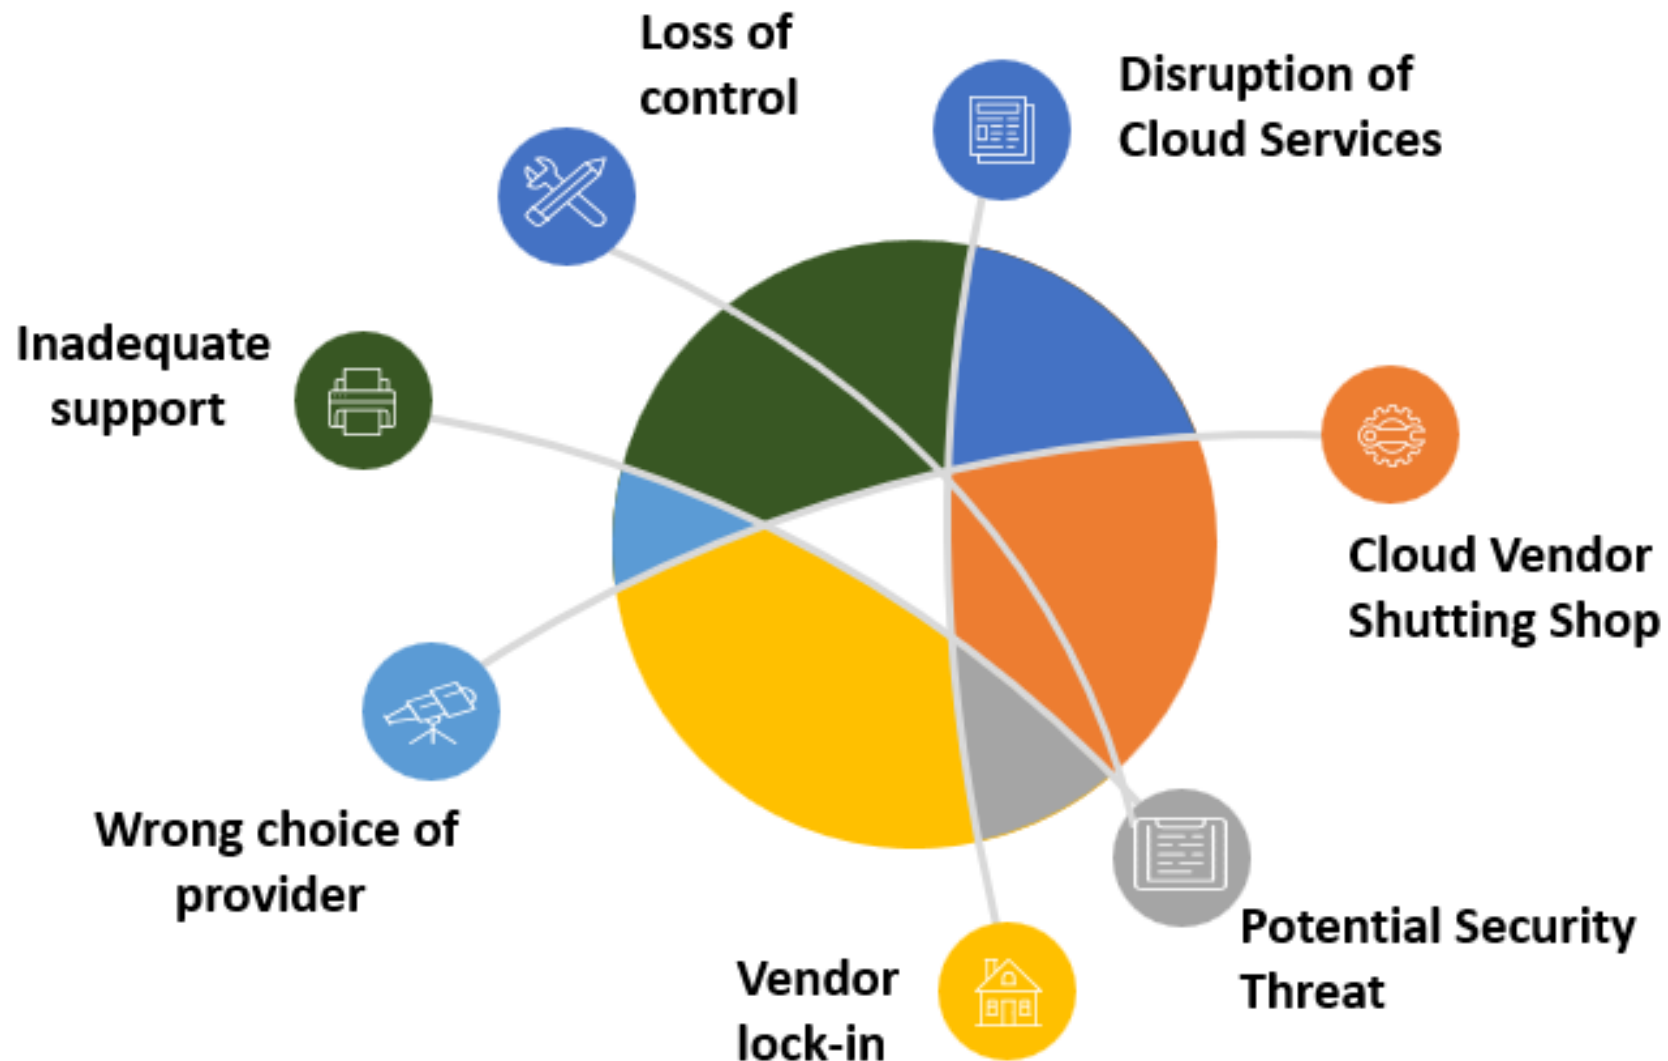 Loss of
control
Disruption of
Cloud Services
Inadequate
support
Cloud Vendor
Shutting Shop
Wrong choice of
provider
Potential Security
Threat
Vendor
lock-in